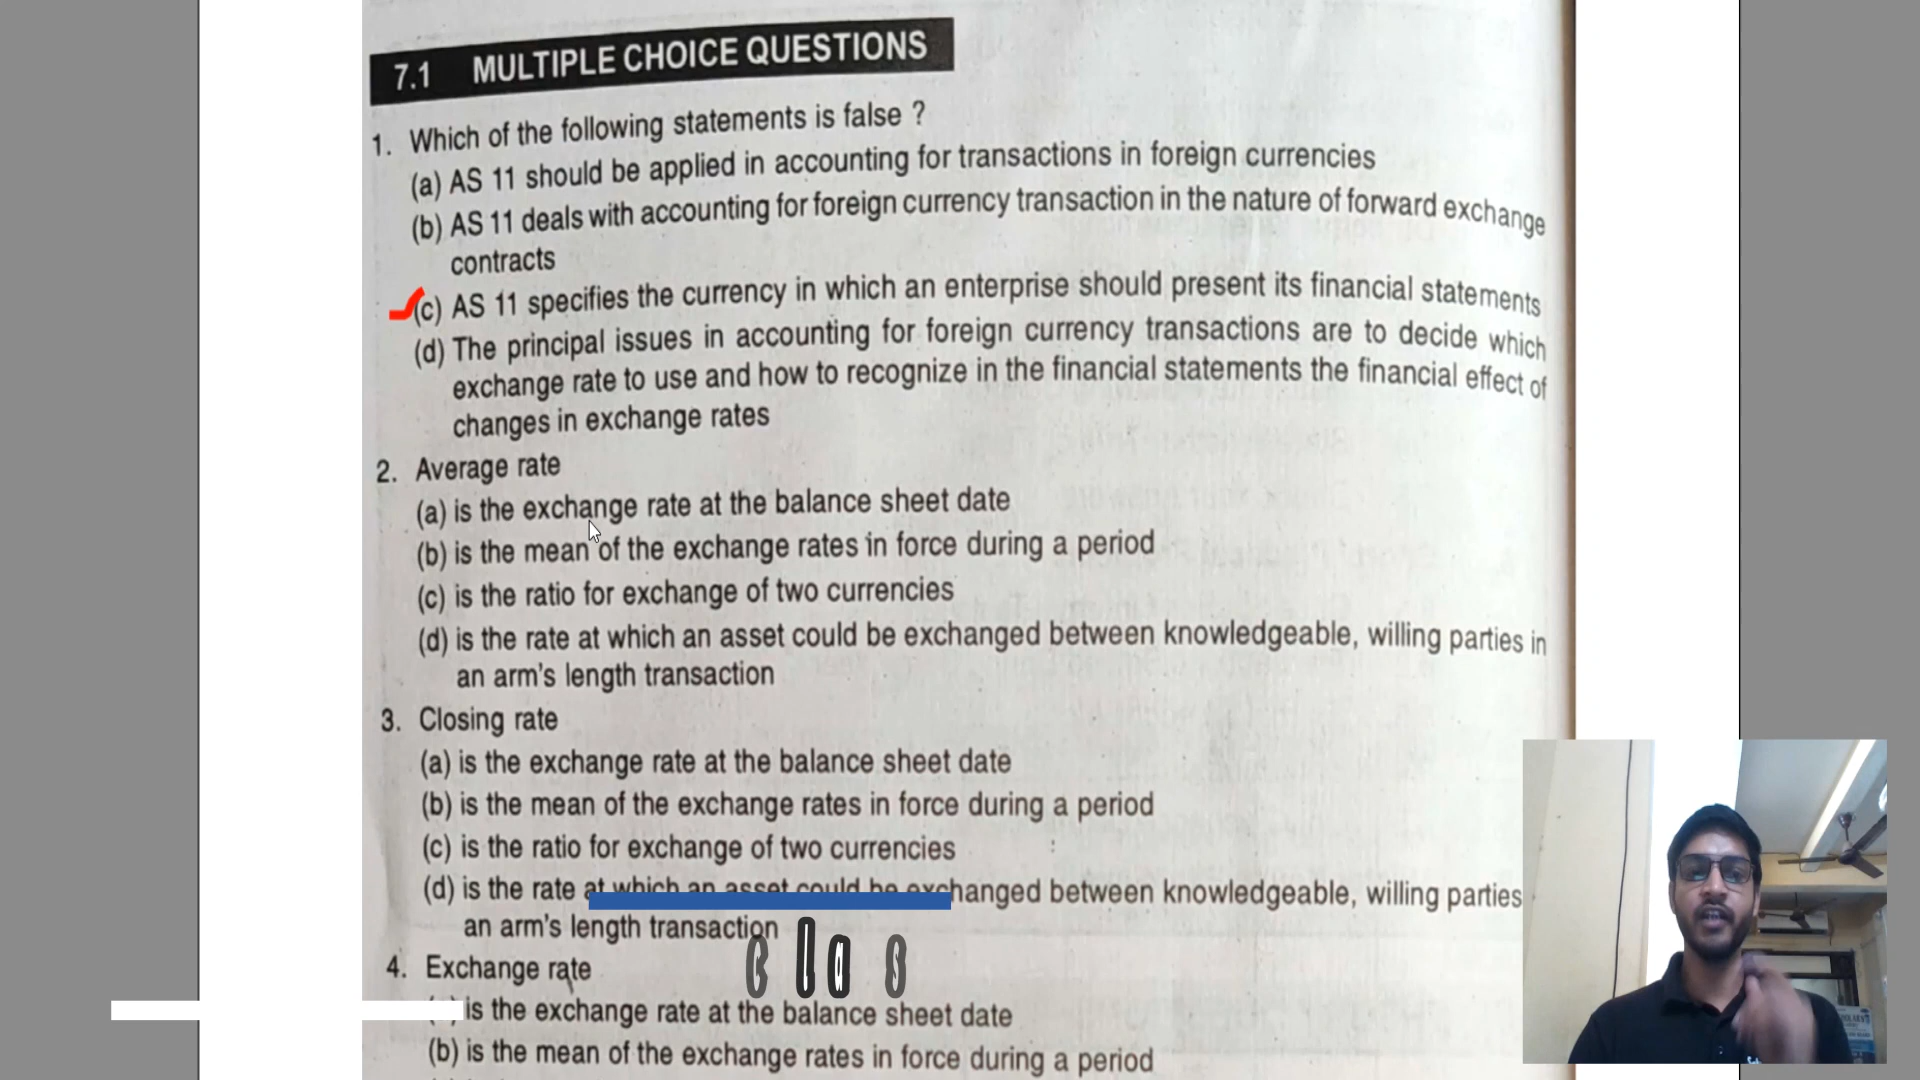 7.1 MULTIPLE CHOICE QUESTIONS
1. Which of the following statements is false ?
(a) AS 11 should be applied in accounting for transactions in foreign currencies
(b) AS 11 deals with accounting for foreign currency transaction in the nature of forward exchange
contracts
(c) AS 11 specifies the currency in which an enterprise should present its financial statements
(d) The principal issues in accounting for foreign currency transactions are to decide which
exchange rate to use and how to recognize in the financial statements the financial effect of
changes in exchange rates
2. Average rate
(a) is the exchange rate at the balance sheet date
(b) is the mean of the exchange rates in force during a period
(c) is the ratio for exchange of two currencies
(d) is the rate at which an asset could be exchanged between knowledgeable, willing parties in
an arm's length transaction
3. Closing rate
(a) is the exchange rate at the balance sheet date
(b) is the mean of the exchange rates in force during a period
(c) is the ratio for exchange of two currencies
(d) is the rate at which an asset could be exchanged between knowledgeable, willing parties
an arm's length transaction
4. Exchange rate
is the exchange rate at the balance sheet date
(b) is the mean of the exchange rates in force during a period